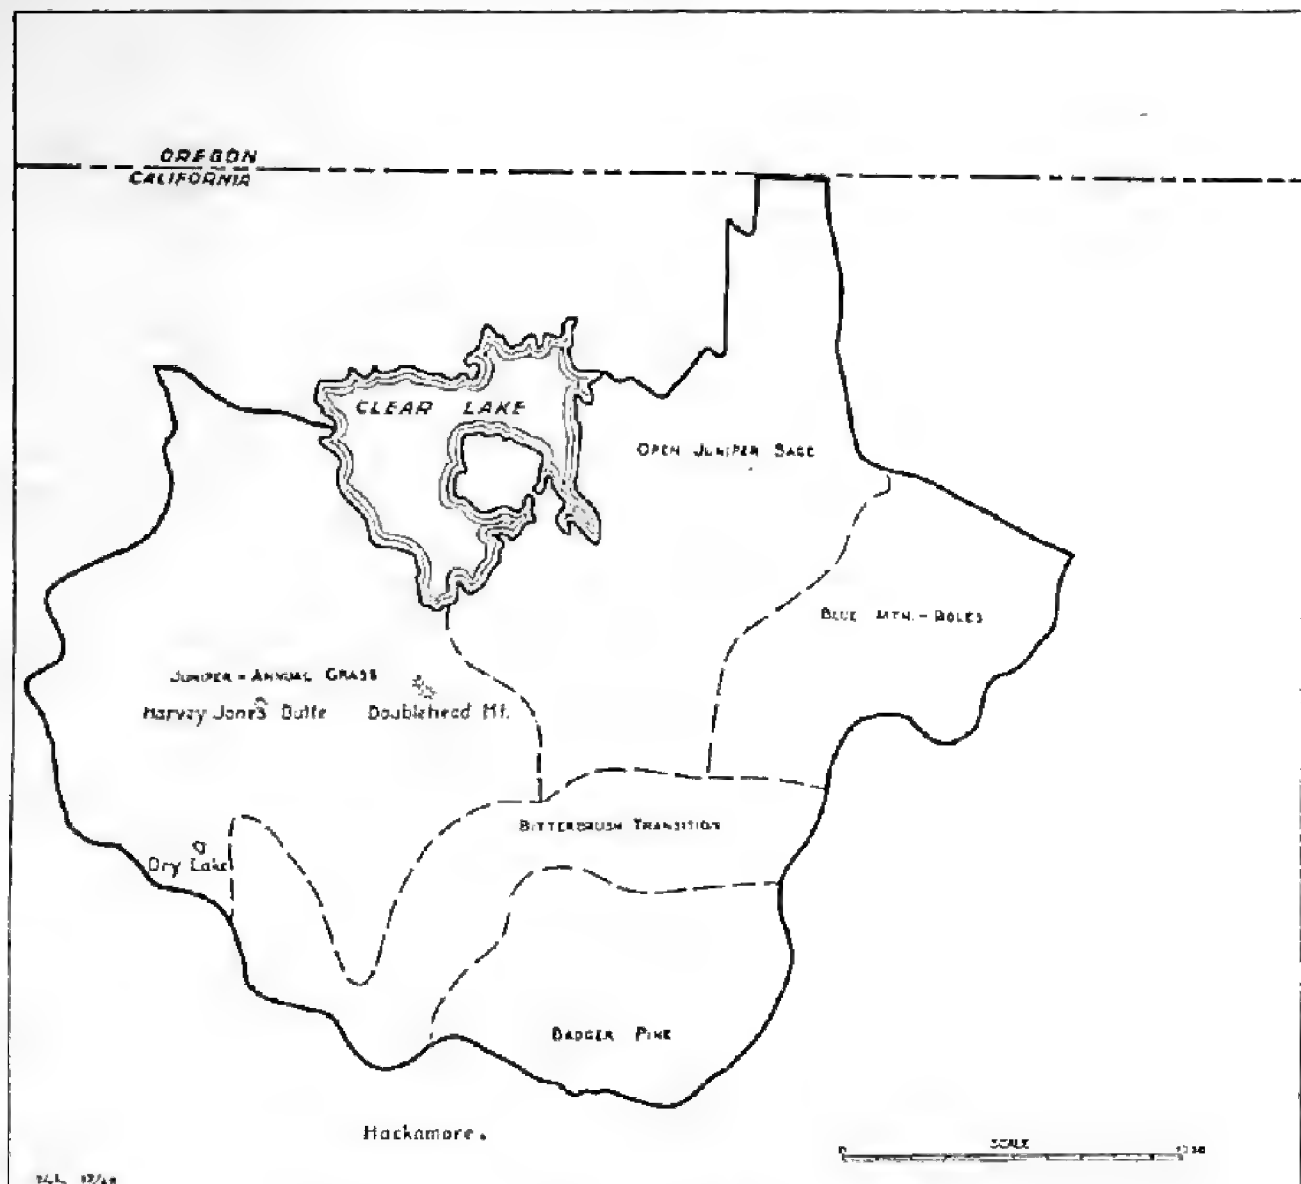 OREGON
CALIFORNIA
CLEAR LAKE
OPEN JUNIPER SAGE
BLUE MTN. - BOLES
JUNIPER - ANNUAL GRASS
Harvey Jones Butte Doublehead Mt.
BITTERBRUSH TRANSITION
Dry Lake
BADGER PINE
Hackamore.
SCALE
0